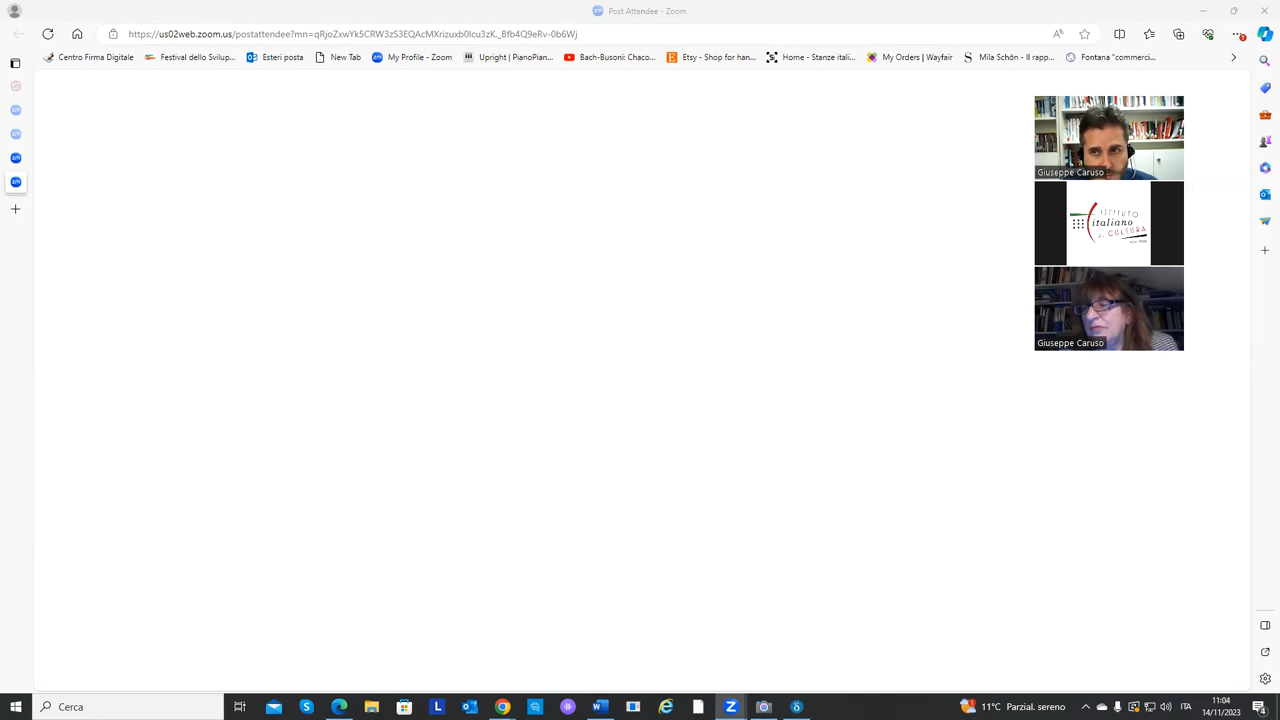 Post Attendee - Zoom
https://us02web.zoom.us/postattendee?mn=qRjoZxwYk5CRW3zS3EQAcMXrizuxb0lcu3zK._Bfb4Q9eRv-0b6Wj
Centro Firma Digitale Festival dello Svilup... Esteri posta New Tab My Profile - Zoom Upright | PianoPian... Bach-Busoni: Chaco... Etsy - Shop for han... Home - Stanze itali... My Orders | Wayfair Mila Schön - Il rapp... Fontana "commerci...
Giuseppe Caruso
ISTITUTO
italiano
di CULTURA
Giuseppe Caruso
Cerca
11°C Parzial. sereno
ITA
11:04
14/11/2023
4